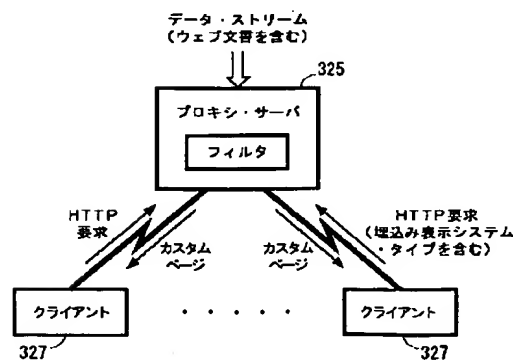 データ・ストリーム
(ウェブ文書を含む)
325
プロキシ・サーバ
フィルタ
HTTP
要求
カスタム
ページ
カスタム
ページ
HTTP要求
(埋込み表示システム
・タイプを含む)
クライアント
・・・・・
クライアント
327
327